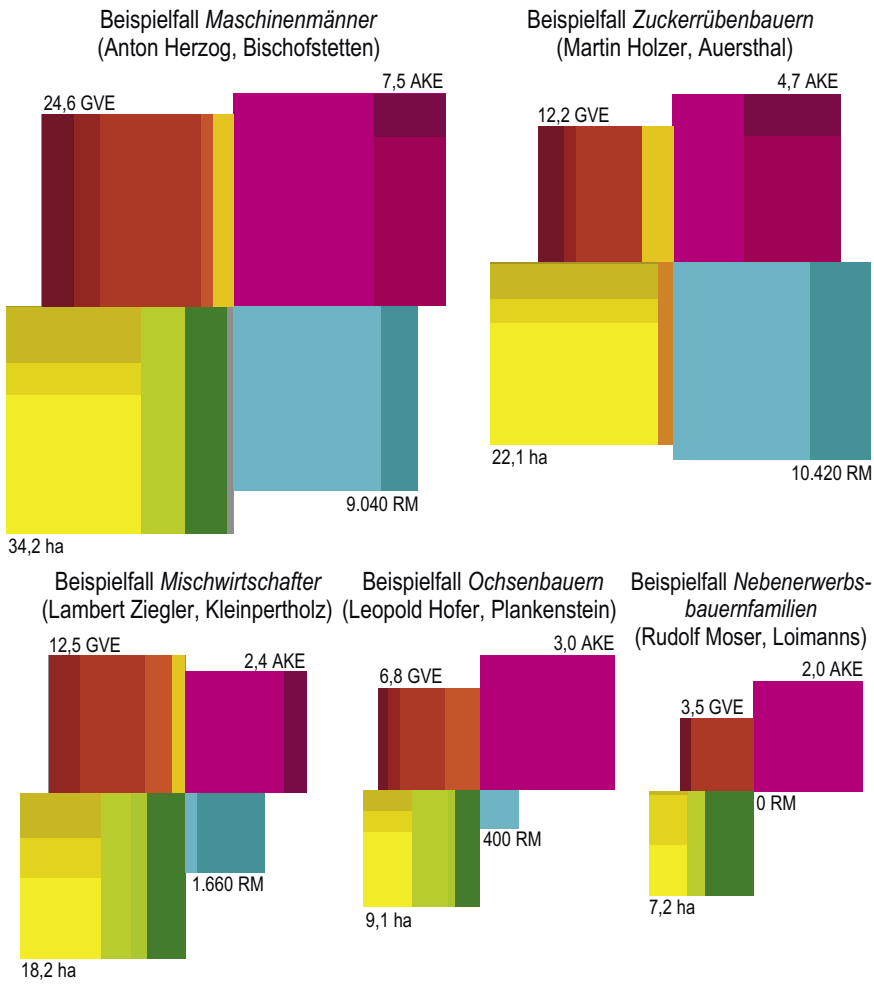 Beispielfall Maschinenmänner
(Anton Herzog, Bischofstetten)
24,6 GVE
7,5 AKE
34,2 ha
9.040 RM
Beispielfall Zuckerrübenbauern
(Martin Holzer, Auersthal)
12,2 GVE
4,7 AKE
22,1 ha
10.420 RM
Beispielfall Mischwirtschafter
(Lambert Ziegler, Kleinpertholz)
12,5 GVE
2,4 AKE
18,2 ha
1.660 RM
Beispielfall Ochsenbauern
(Leopold Hofer, Plankenstein)
6,8 GVE
3,0 AKE
9,1 ha
400 RM
Beispielfall Nebenerwerbs-
bauernfamilien
(Rudolf Moser, Loimanns)
3,5 GVE
2,0 AKE
7,2 ha
0 RM